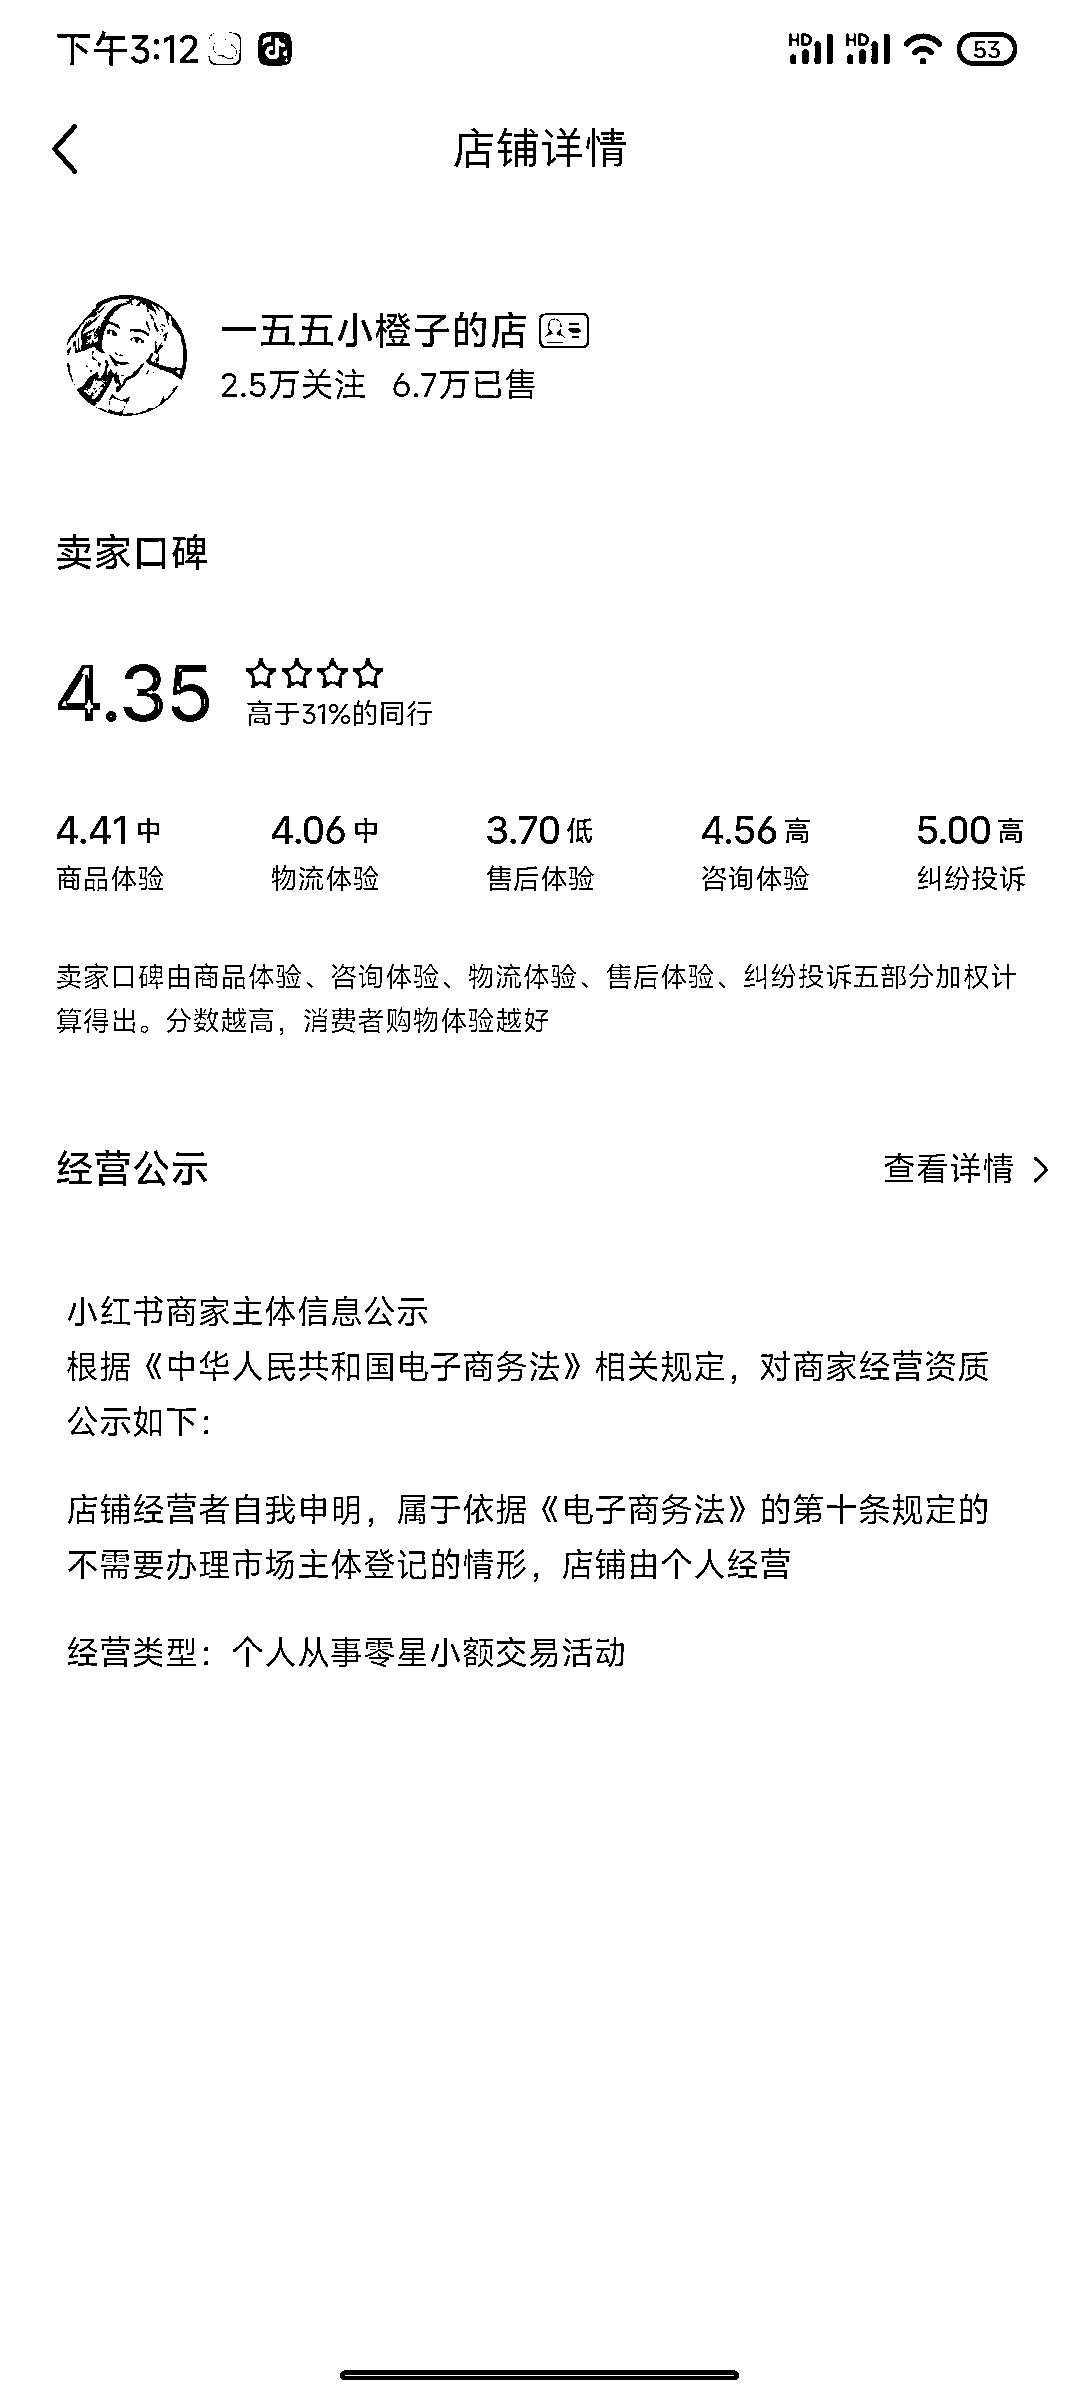 下午3:12
HD HD 53
店铺详情
一五五小橙子的店
2.5万关注 6.7万已售
卖家口碑
4.35
高于31%的同行
4.41 中 4.06 中 3.70 低 4.56 高 5.00 高
商品体验 物流体验 售后体验 咨询体验 纠纷投诉
卖家口碑由商品体验、咨询体验、物流体验、售后体验、纠纷投诉五部分加权计
算得出。分数越高，消费者购物体验越好
经营公示 查看详情
小红书商家主体信息公示
根据《中华人民共和国电子商务法》相关规定，对商家经营资质
公示如下：
店铺经营者自我申明，属于依据《电子商务法》的第十条规定的
不需要办理市场主体登记的情形，店铺由个人经营
经营类型：个人从事零星小额交易活动